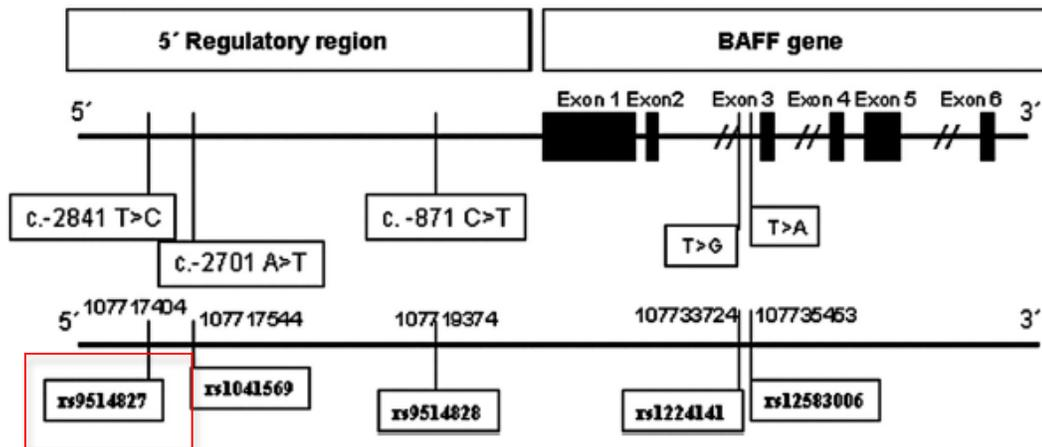 5´ Regulatory region BAFF gene
5´ Exon 1 Exon2 Exon 3 Exon 4 Exon 5 Exon 6 3´
c.-2841 T>C c. -871 C>T T>A
c.-2701 A>T T>G
5´ 107717404 107717544 107719374 107733724 107735453 3´
rs9514827 rs1041569 rs9514828 rs1224141 rs12583006